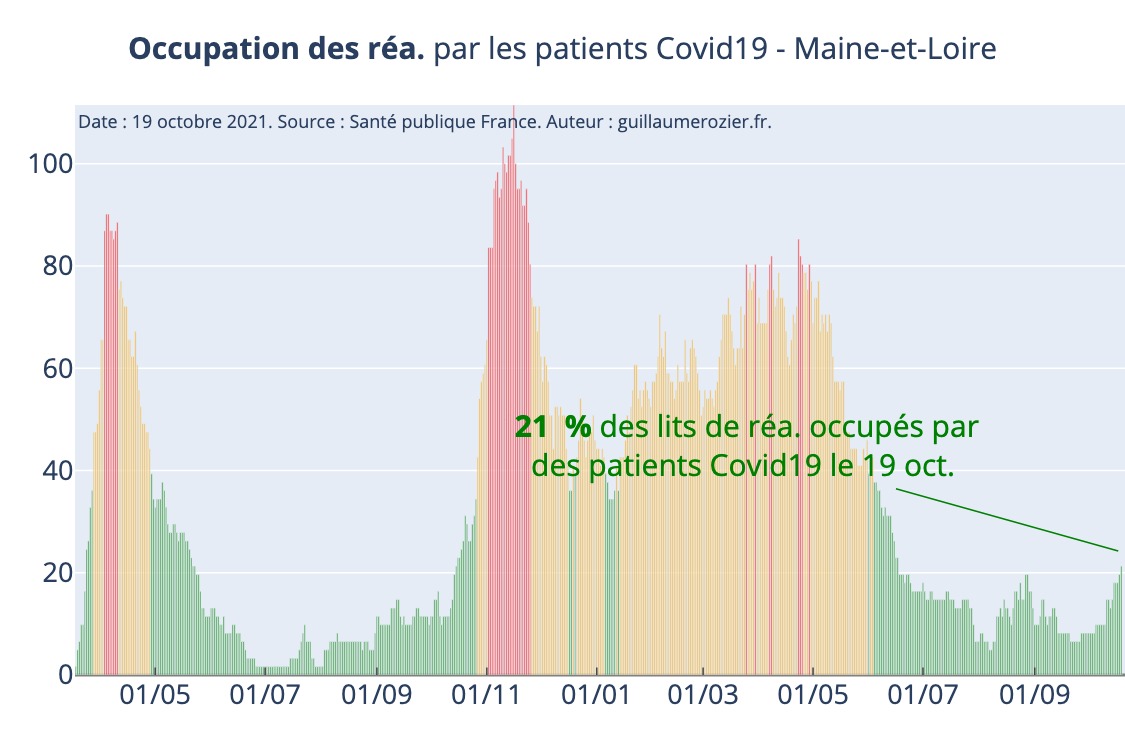 Occupation des réa. par les patients Covid19 - Maine-et-Loire
Date : 19 octobre 2021. Source : Santé publique France. Auteur : guillaumerozier.fr.
100
80
60
40
20
0
21 % des lits de réa. occupés par
des patients Covid19 le 19 oct.
01/05 01/07 01/09 01/11 01/01 01/03 01/05 01/07 01/09